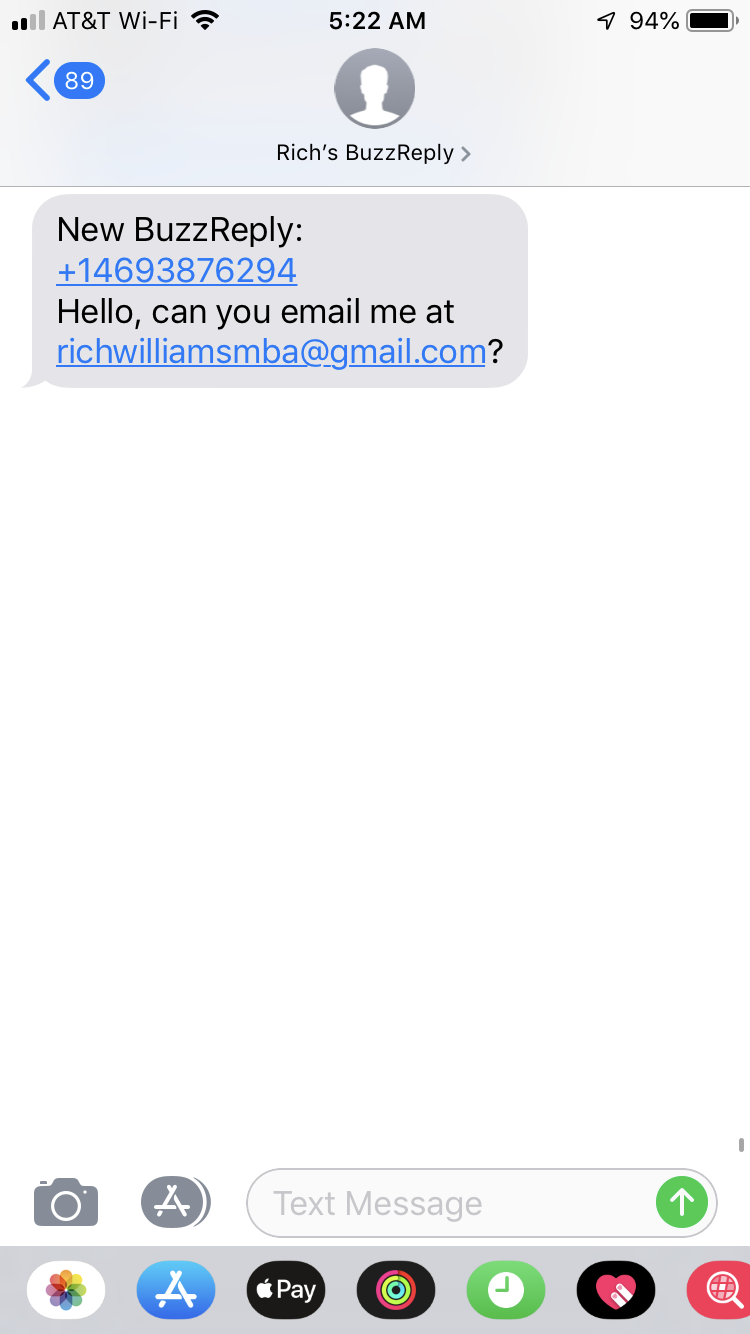 AT&T Wi-Fi 5:22 AM 94%
89
Rich’s BuzzReply
New BuzzReply:
+14693876294
Hello, can you email me at
richwilliamsmba@gmail.com?
Text Message
Pay